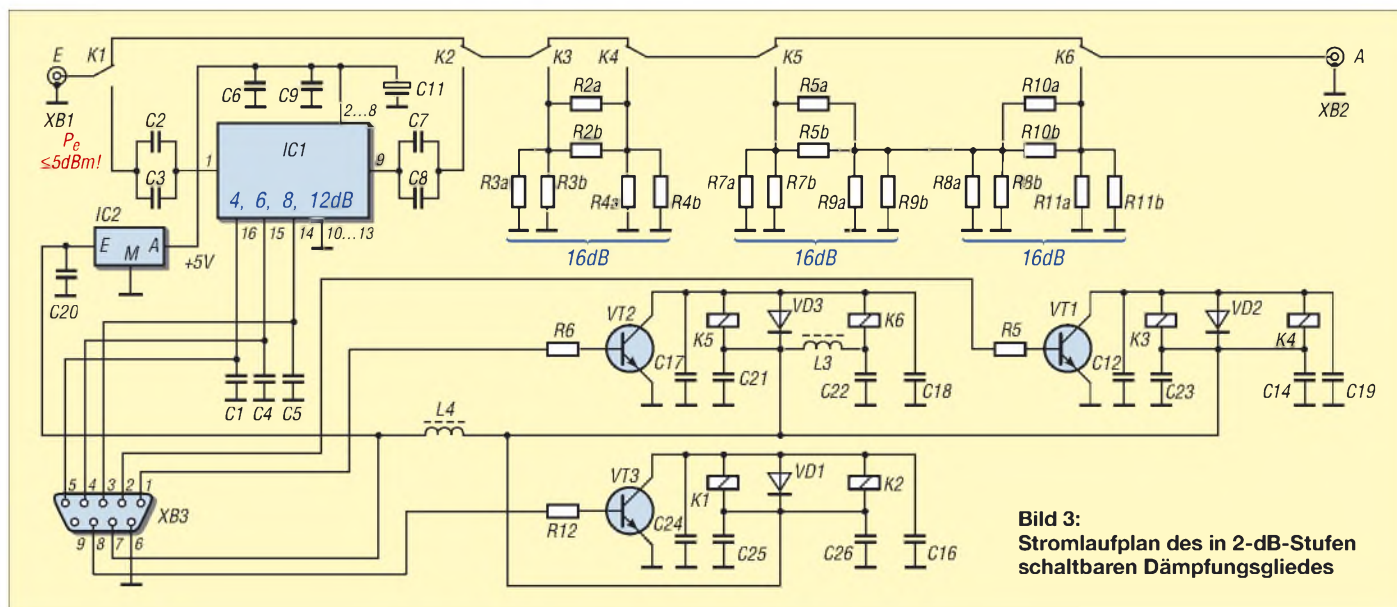 E
K1
XB1
Pe
≤5dBm!
C2
C3
1
C6
C9
C11
2...8
IC1
4, 6, 8, 12dB
9
C7
C8
K2
16
15
14
10...13
IC2
E
M
A
+5V
C20
C1
C4
C5
K3
K4
R2a
R2b
R3a
R3b
R4a
R4b
16dB
K5
R5a
R5b
R7a
R7b
R9a
R9b
16dB
K6
R10a
R10b
R8a
R8b
R11a
R11b
16dB
A
XB2
R6
VT2
C17
K5
C21
VD3
L3
K6
C22
C18
R5
VT1
C12
K3
C23
VD2
K4
C14
C19
L4
5
4
3
2
1
XB3
9
8
7
6
R12
VT3
C24
K1
C25
VD1
K2
C26
C16
Bild 3:
Stromlaufplan des in 2-dB-Stufen
schaltbaren Dämpfungsgliedes